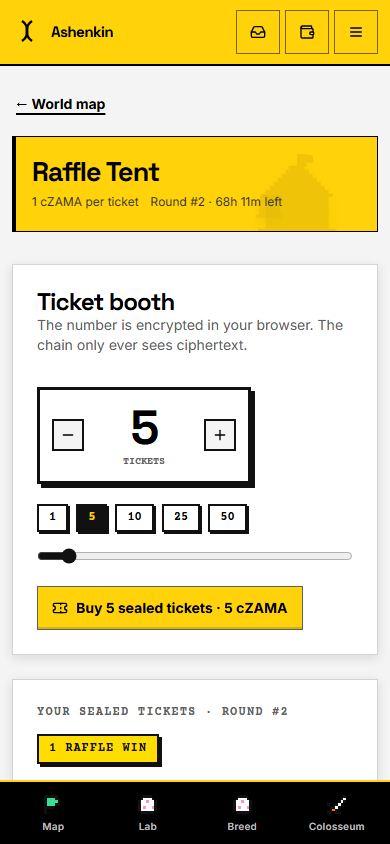 Ashenkin
← World map
Raffle Tent
1 cZAMA per ticket Round #2 · 68h 11m left
Ticket booth
The number is encrypted in your browser. The
chain only ever sees ciphertext.
5
TICKETS
1 5 10 25 50
Buy 5 sealed tickets · 5 cZAMA
YOUR SEALED TICKETS · ROUND #2
1 RAFFLE WIN
Map Lab Breed Colosseum